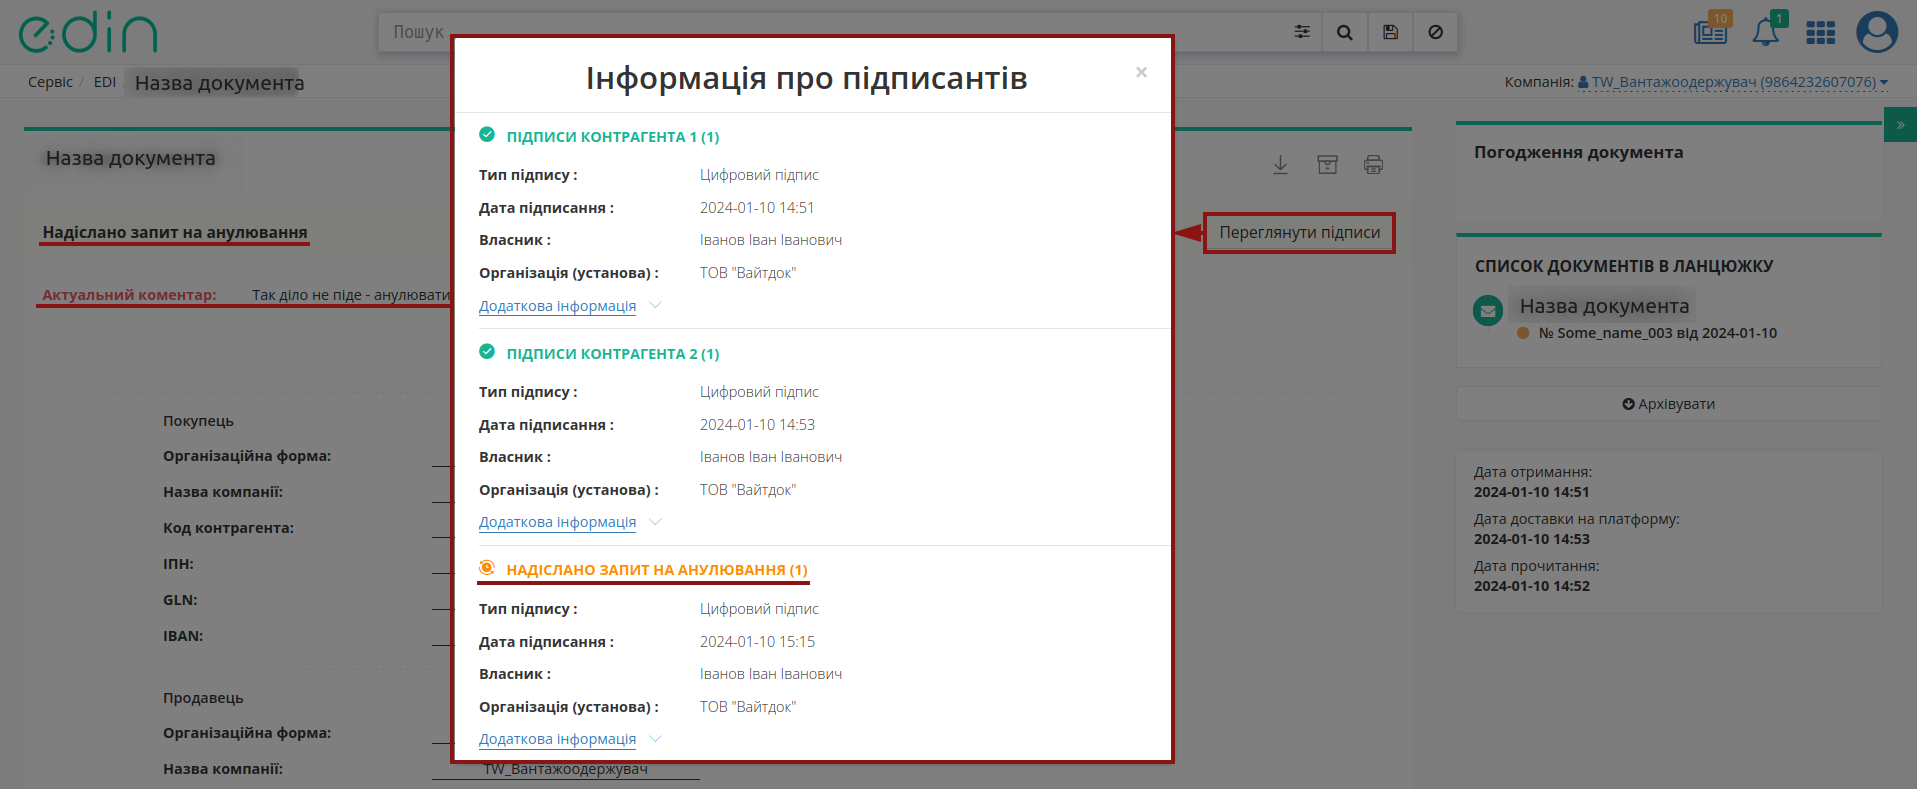 edin
Пошук
10
1
Сервіс / EDI
Назва документа
Компанія: TW_Вантажоодержувач (9864232607076)
Назва документа
Надіслано запит на анулювання
Переглянути підписи
Актуальний коментар: Так діло не піде - анулювати
Покупець
Організаційна форма:
Назва компанії:
Код контрагента:
ІПН:
GLN:
IBAN:
Продавець
Організаційна форма:
Назва компанії: TW_Вантажоодержувач
Інформація про підписантів
×
ПІДПИСИ КОНТРАГЕНТА 1 (1)
Тип підпису : Цифровий підпис
Дата підписання : 2024-01-10 14:51
Власник : Іванов Іван Іванович
Організація (установа) : ТОВ "Вайтдок"
Додаткова інформація
ПІДПИСИ КОНТРАГЕНТА 2 (1)
Тип підпису : Цифровий підпис
Дата підписання : 2024-01-10 14:53
Власник : Іванов Іван Іванович
Організація (установа) : ТОВ "Вайтдок"
Додаткова інформація
НАДІСЛАНО ЗАПИТ НА АНУЛЮВАННЯ (1)
Тип підпису : Цифровий підпис
Дата підписання : 2024-01-10 15:15
Власник : Іванов Іван Іванович
Організація (установа) : ТОВ "Вайтдок"
Додаткова інформація
»
Погодження документа
СПИСОК ДОКУМЕНТІВ В ЛАНЦЮЖКУ
Назва документа
№ Some_name_003 від 2024-01-10
Архівувати
Дата отримання:
2024-01-10 14:51
Дата доставки на платформу:
2024-01-10 14:53
Дата прочитання:
2024-01-10 14:52